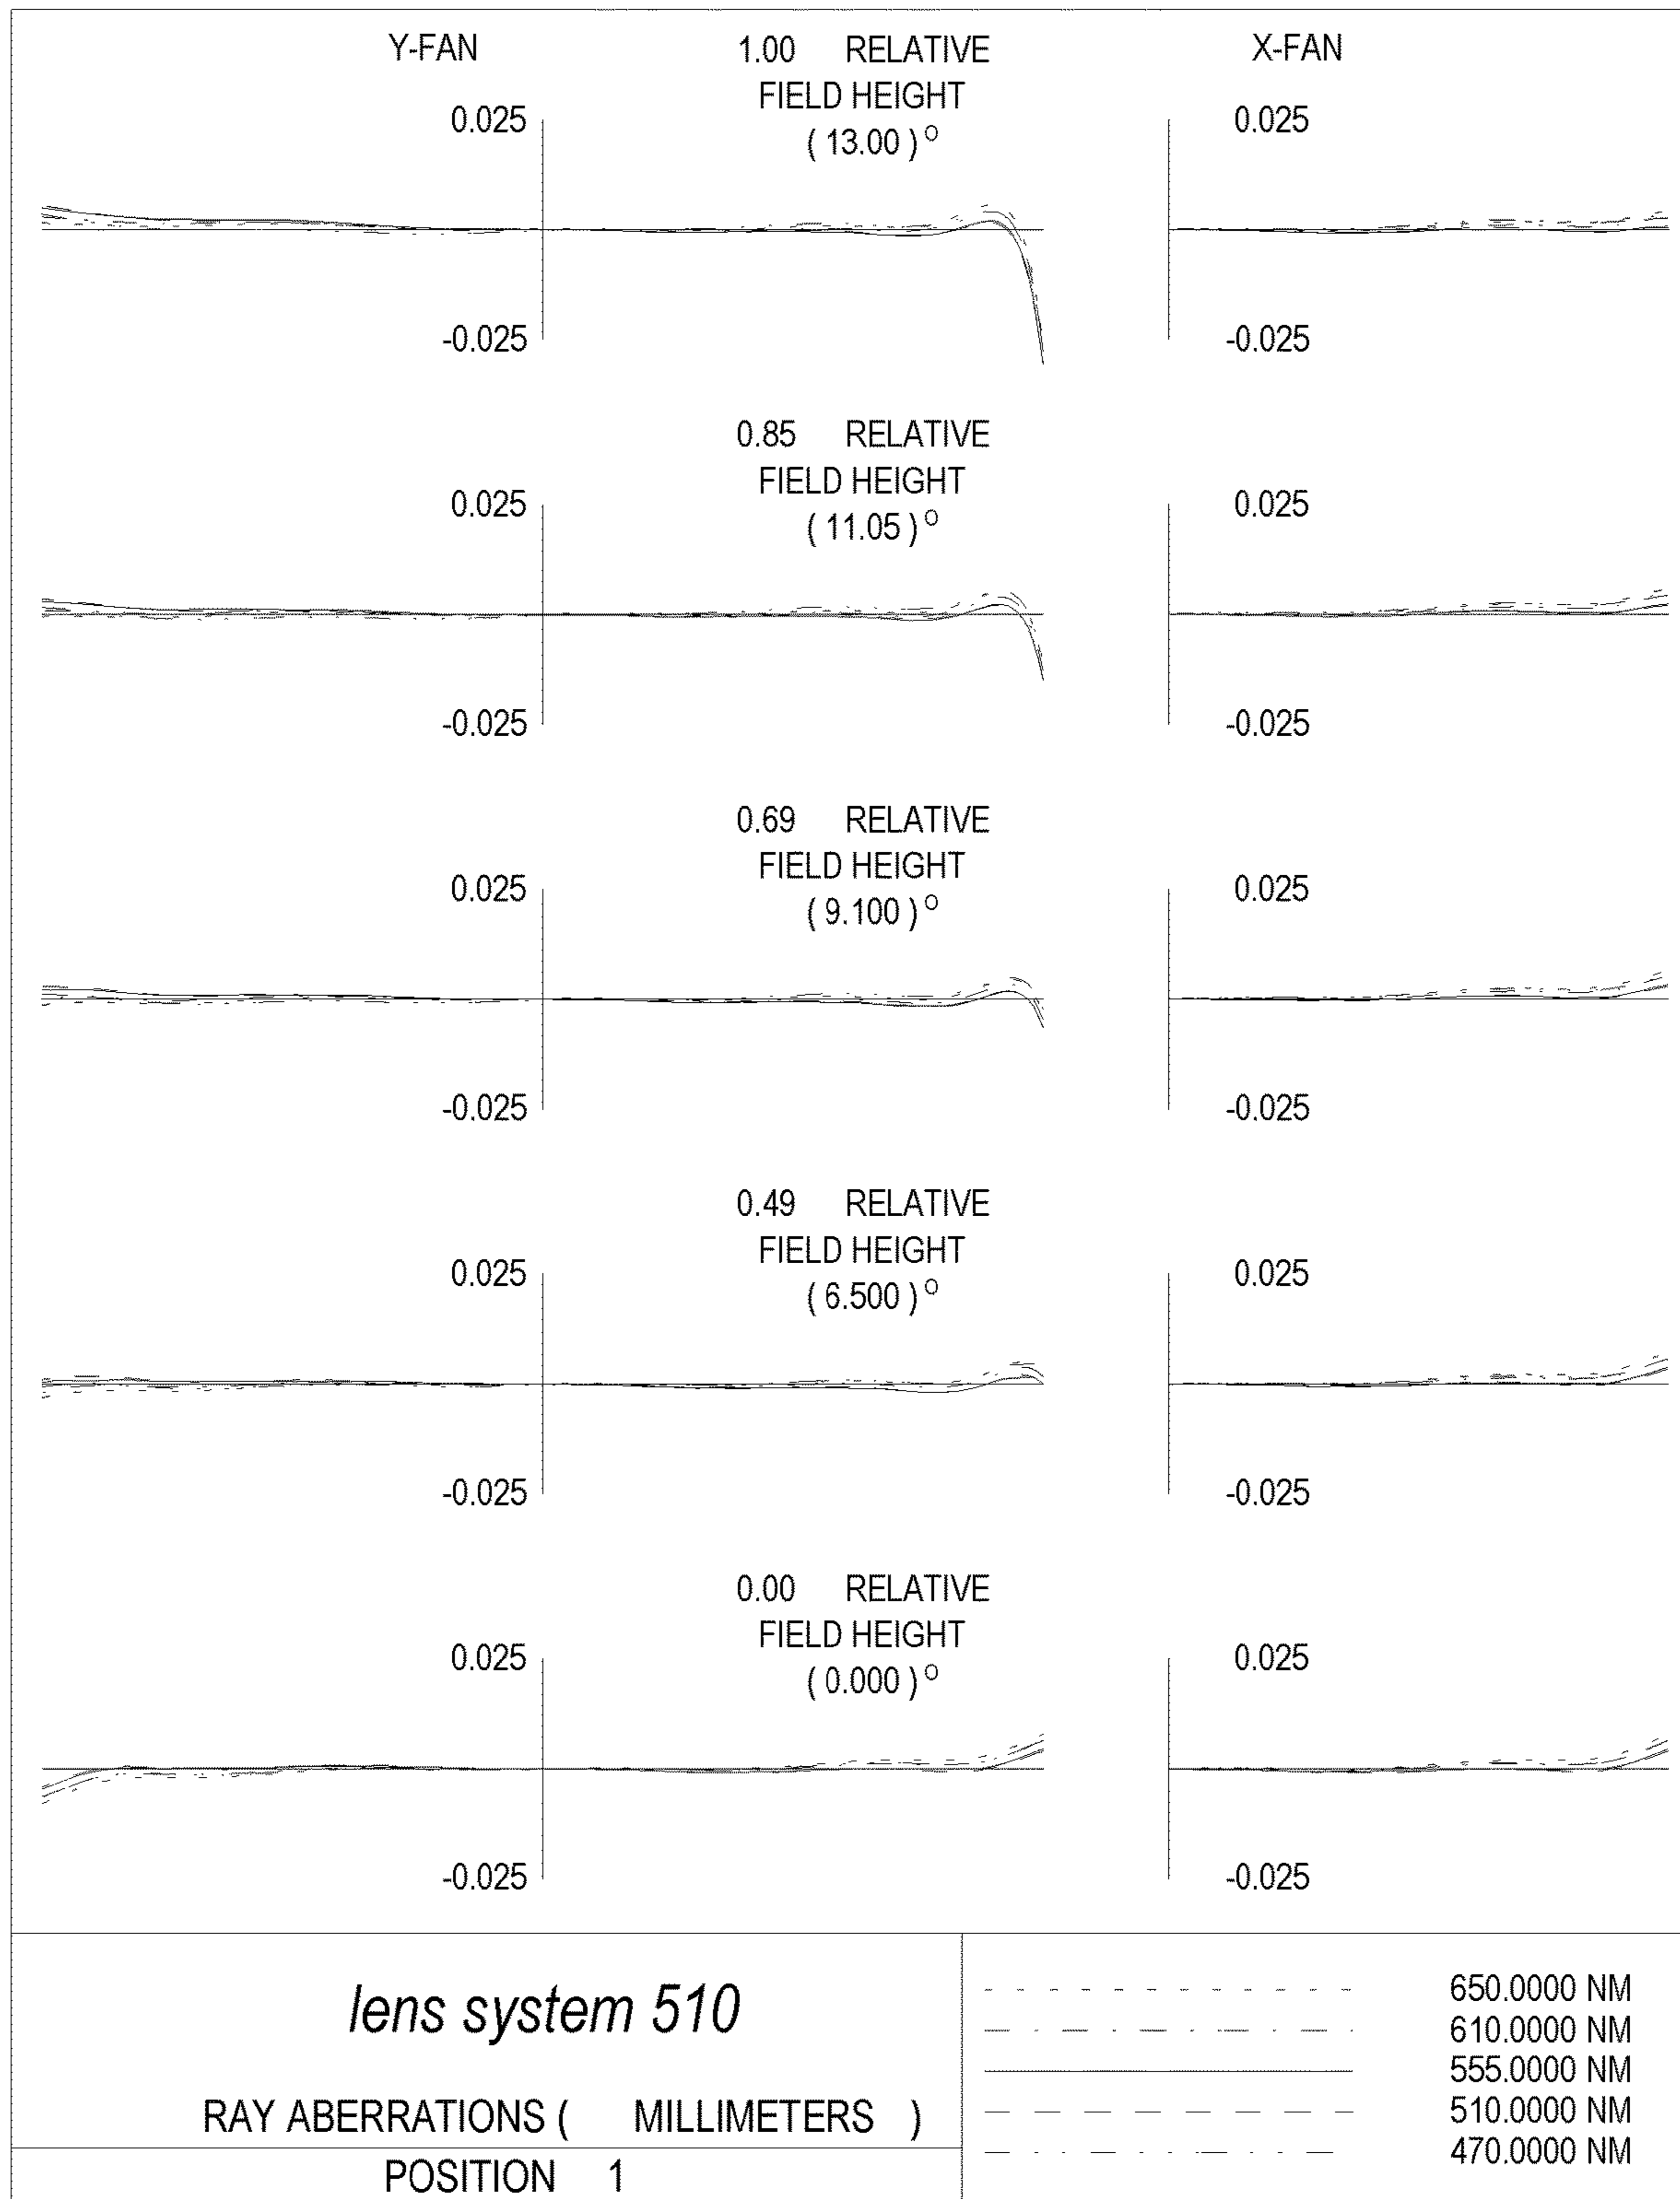 Y-FAN 1.00 RELATIVE X-FAN
FIELD HEIGHT
0.025 ( 13.00 )° 0.025
-0.025 -0.025
0.85 RELATIVE
FIELD HEIGHT
0.025 ( 11.05 )° 0.025
-0.025 -0.025
0.69 RELATIVE
FIELD HEIGHT
0.025 ( 9.100 )° 0.025
-0.025 -0.025
0.49 RELATIVE
FIELD HEIGHT
0.025 ( 6.500 )° 0.025
-0.025 -0.025
0.00 RELATIVE
FIELD HEIGHT
0.025 ( 0.000 )° 0.025
-0.025 -0.025
lens system 510
RAY ABERRATIONS ( MILLIMETERS )
POSITION 1
650.0000 NM
610.0000 NM
555.0000 NM
510.0000 NM
470.0000 NM